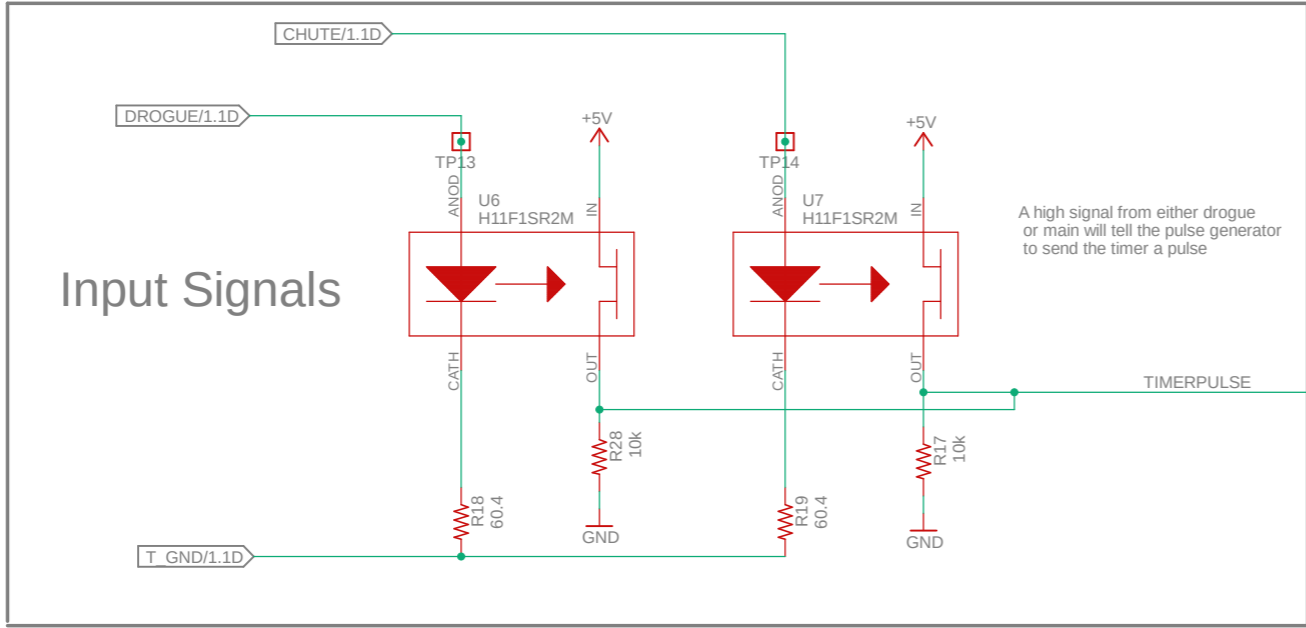 CHUTE/1.1D
DROGUE/1.1D
+5V
+5V
TP13
TP14
ANOD
U6
H11F1SR2M
IN
ANOD
U7
H11F1SR2M
IN
A high signal from either drogue
or main will tell the pulse generator
to send the timer a pulse
Input Signals
CATH
OUT
CATH
OUT
TIMERPULSE
R28
10k
R17
10k
R18
60.4
R19
60.4
GND
GND
T_GND/1.1D